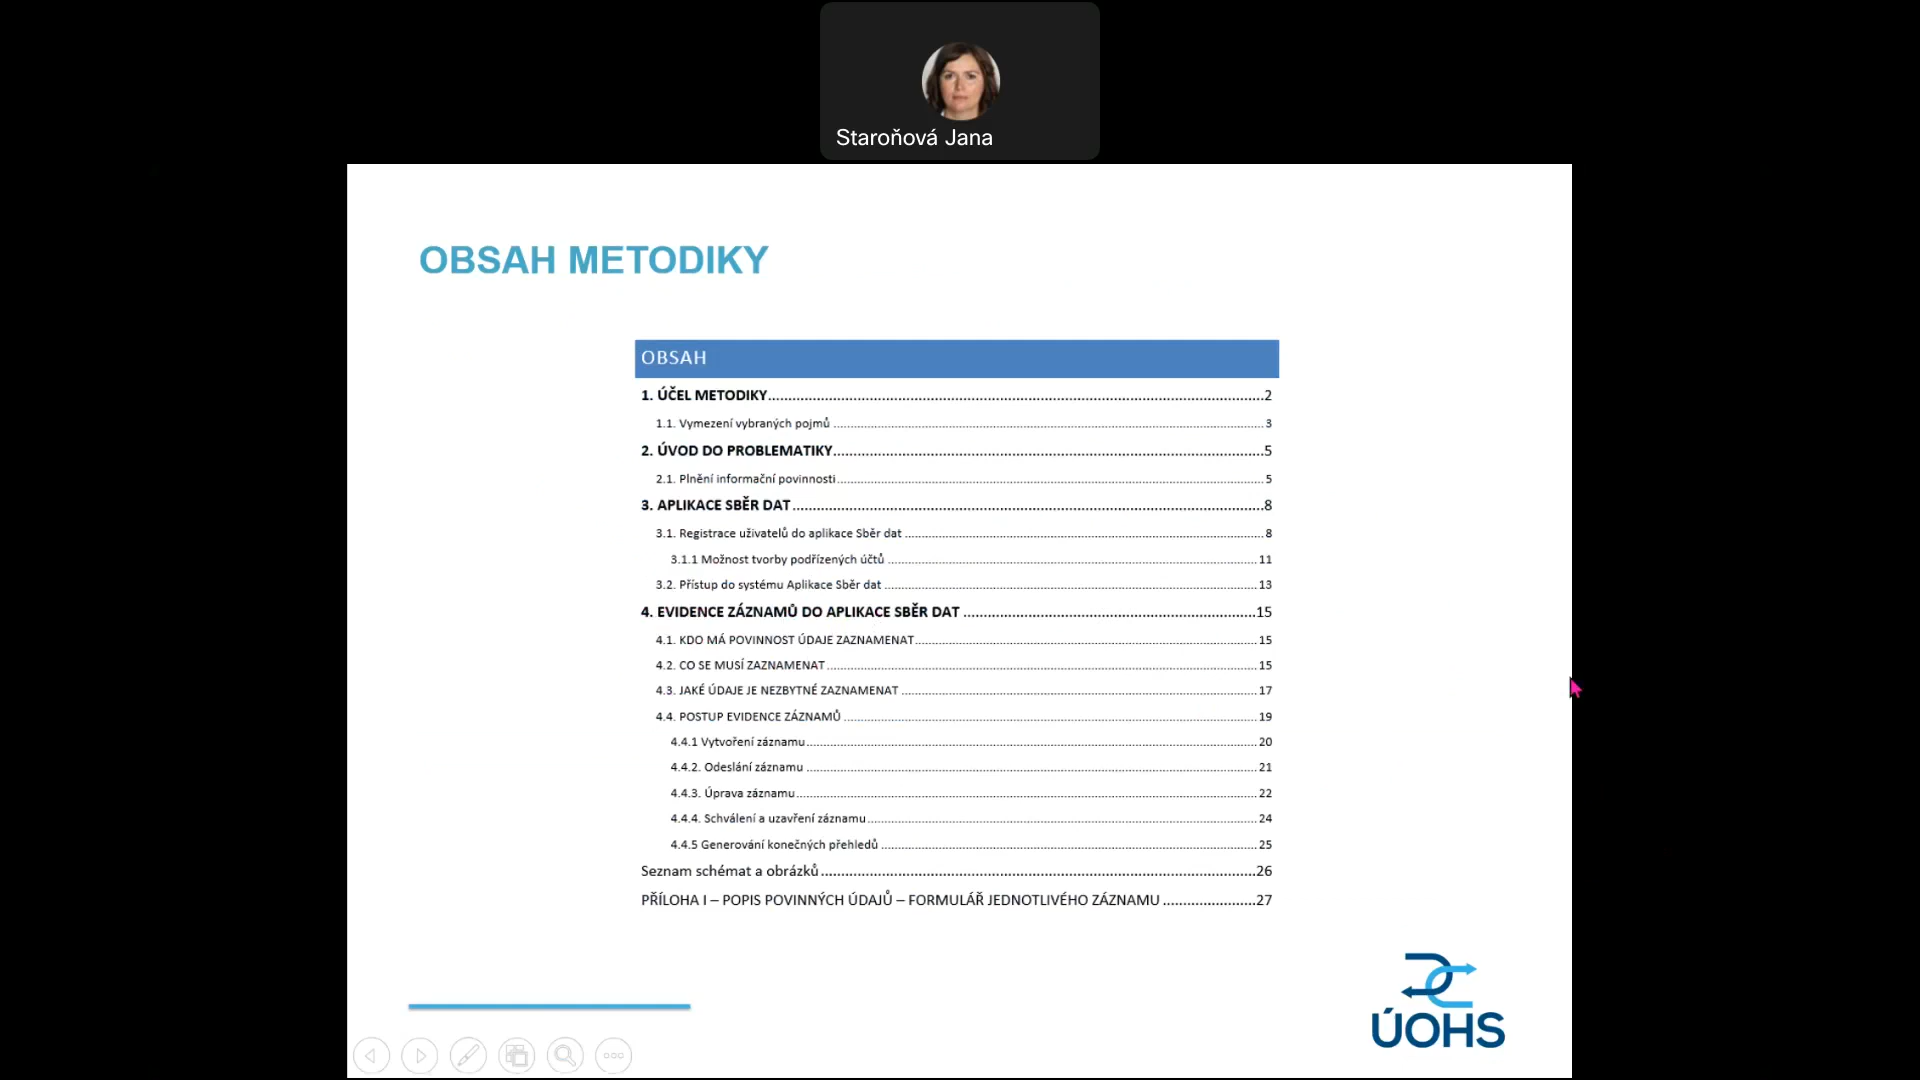 Staroňová Jana
OBSAH METODIKY
OBSAH
1. ÚČEL METODIKY 2
1.1. Vymezení vybraných pojmů 3
2. ÚVOD DO PROBLEMATIKY 5
2.1. Plnění informační povinnosti 5
3. APLIKACE SBĚR DAT 8
3.1. Registrace uživatelů do aplikace Sběr dat 8
3.1.1 Možnost tvorby podřízených účtů 11
3.2. Přístup do systému Aplikace Sběr dat 13
4. EVIDENCE ZÁZNAMŮ DO APLIKACE SBĚR DAT 15
4.1. KDO MÁ POVINNOST ÚDAJE ZAZNAMENAT 15
4.2. CO SE MUSÍ ZAZNAMENAT 15
4.3. JAKÉ ÚDAJE JE NEZBYTNÉ ZAZNAMENAT 17
4.4. POSTUP EVIDENCE ZÁZNAMŮ 19
4.4.1 Vytvoření záznamu 20
4.4.2. Odeslání záznamu 21
4.4.3. Úprava záznamu 22
4.4.4. Schválení a uzavření záznamu 24
4.4.5 Generování konečných přehledů 25
Seznam schémat a obrázků 26
PŘÍLOHA I – POPIS POVINNÝCH ÚDAJŮ – FORMULÁŘ JEDNOTLIVÉHO ZÁZNAMU 27
ÚOHS